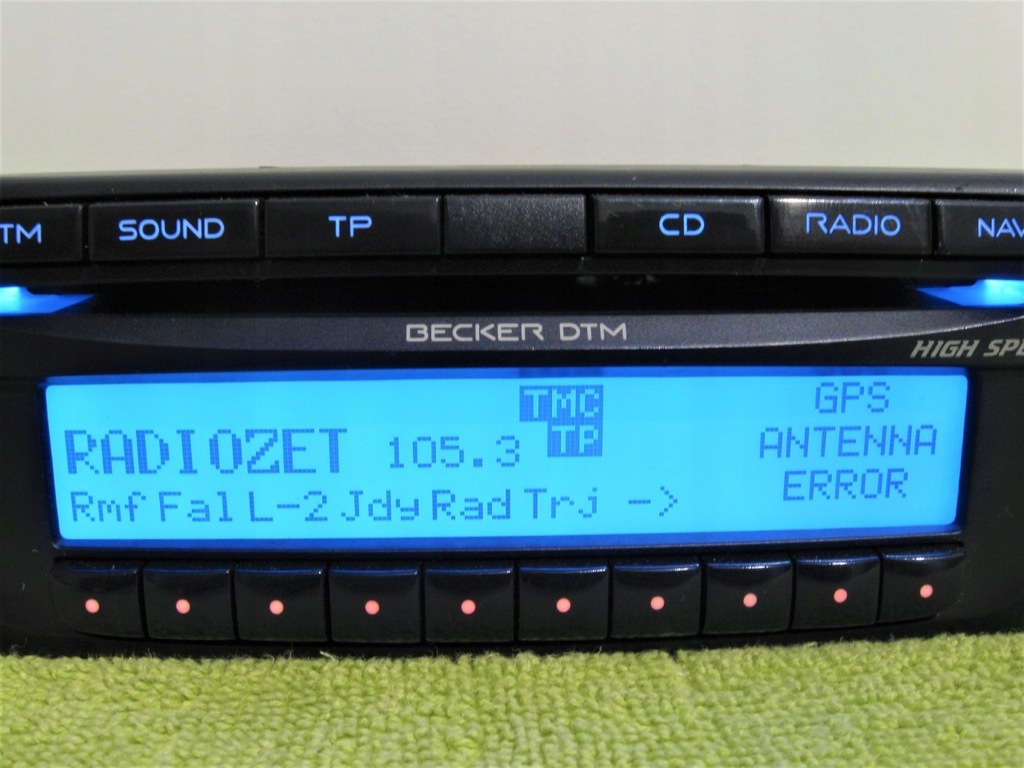 TM SOUND TP CD RADIO NAV
BECKER DTM
HIGH SPE
TMC GPS
RADIOZET 105.3 TP ANTENNA
Rmf Fal L-2 Jdy Rad Trj -> ERROR